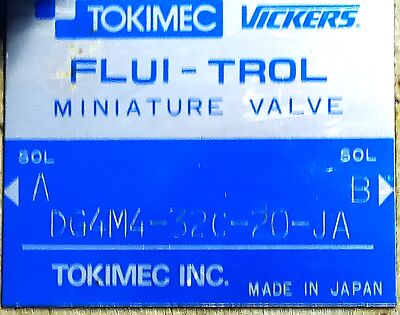 TOKIMEC VICKERS®
FLUI-TROL
MINIATURE VALVE
SOL SOL
A B
DG4M4-32C-20-JA
TOKIMEC INC. MADE IN JAPAN